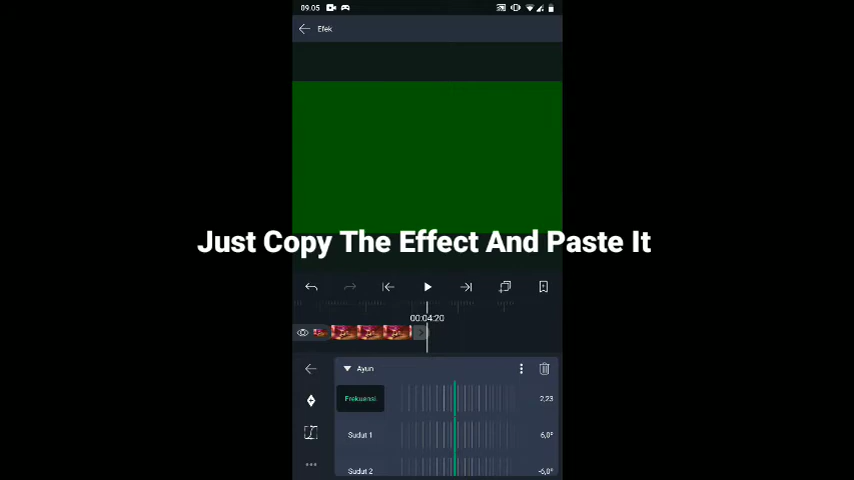 09.05
Efek
Just Copy The Effect And Paste It
00:04:20
Ayun
Frekuensi
2,23
Sudut 1
6,0°
Sudut 2
-6,0°